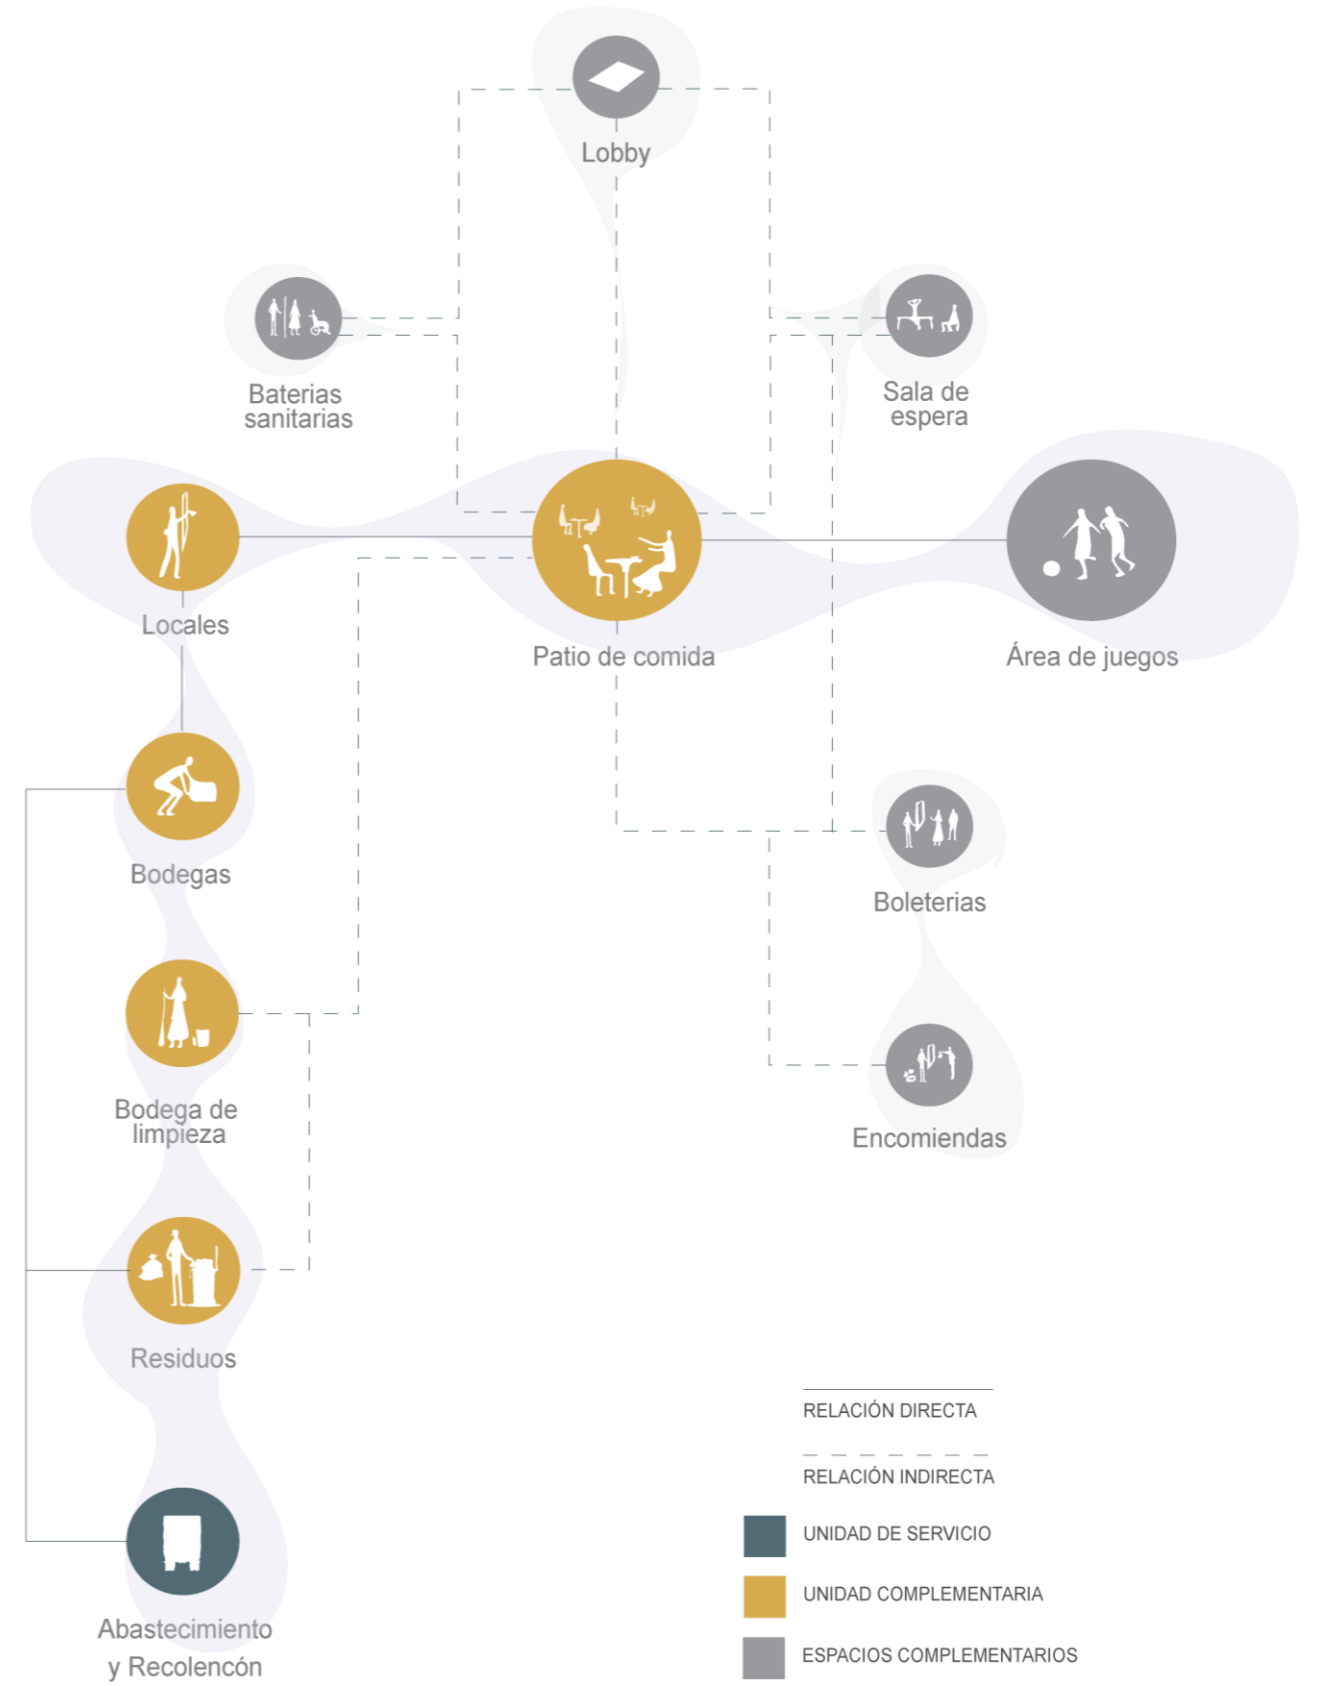 Lobby
Baterias
sanitarias
Sala de
espera
Locales
Patio de comida
Área de juegos
Bodegas
Boleterias
Bodega de
limpieza
Encomiendas
Residuos
Abastecimiento
y Recolencón
RELACIÓN DIRECTA
RELACIÓN INDIRECTA
UNIDAD DE SERVICIO
UNIDAD COMPLEMENTARIA
ESPACIOS COMPLEMENTARIOS